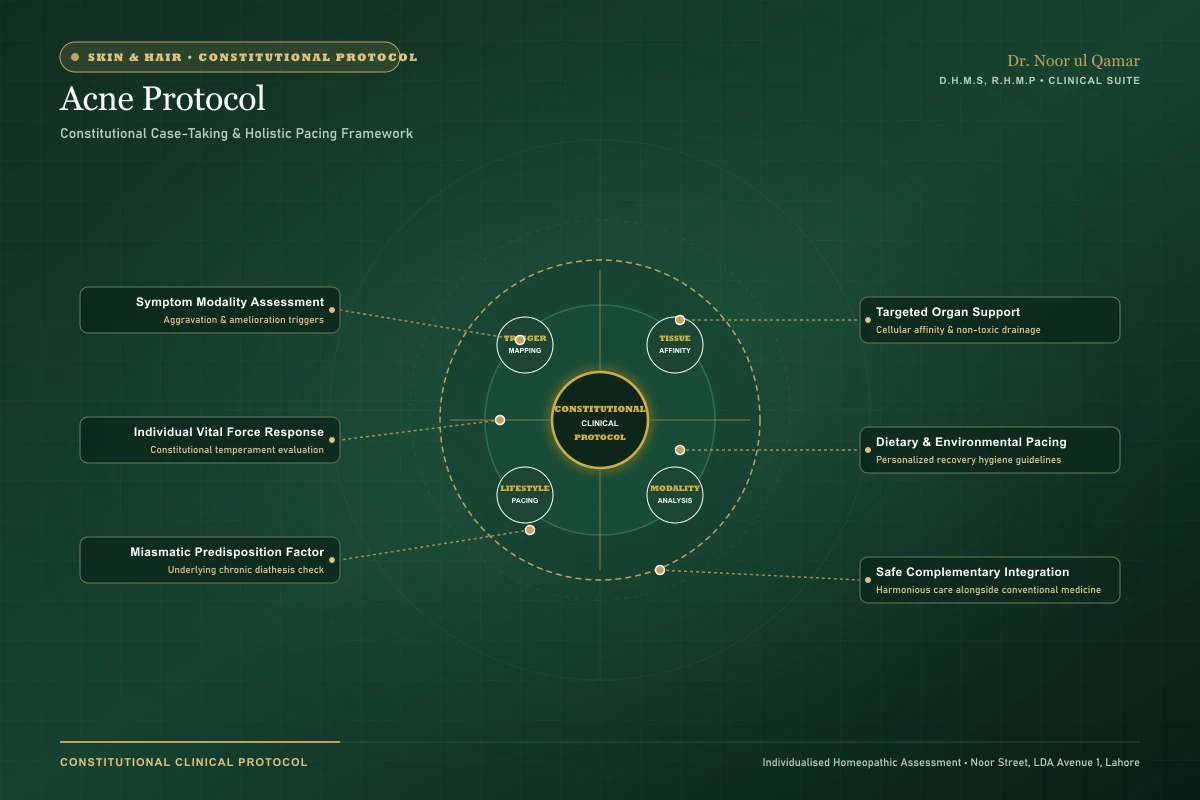 SKIN & HAIR • CONSTITUTIONAL PROTOCOL
Acne Protocol
Constitutional Case-Taking & Holistic Pacing Framework
Dr. Noor ul Qamar
D.H.M.S, R.H.M.P • CLINICAL SUITE
Symptom Modality Assessment
Aggravation & amelioration triggers
Individual Vital Force Response
Constitutional temperament evaluation
Miasmatic Predisposition Factor
Underlying chronic diathesis check
MAPPING
TISSUE
AFFINITY
CONSTITUTIONAL
CLINICAL
PROTOCOL
LIFESTYLE
PACING
MODALITY
ANALYSIS
Targeted Organ Support
Cellular affinity & non-toxic drainage
Dietary & Environmental Pacing
Personalized recovery hygiene guidelines
Safe Complementary Integration
Harmonious care alongside conventional medicine
CONSTITUTIONAL CLINICAL PROTOCOL
Individualised Homeopathic Assessment • Noor Street, LDA Avenue 1, Lahore